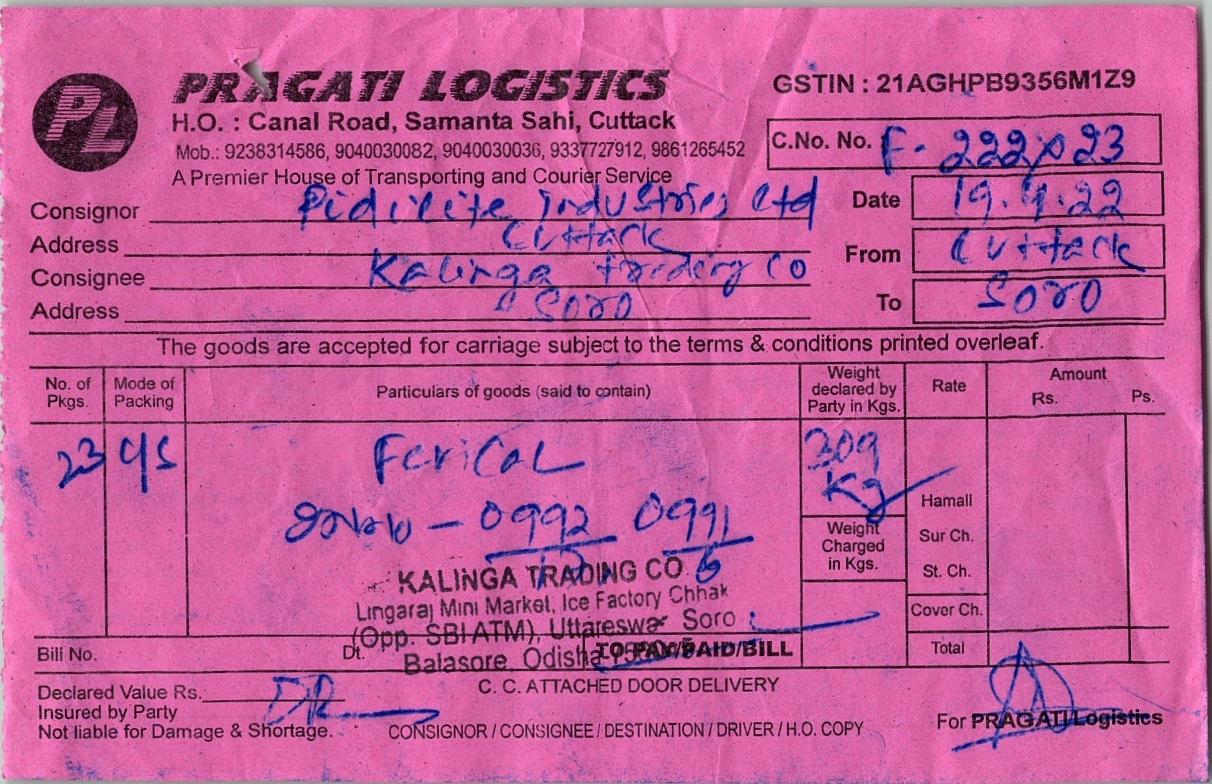 PL
PRAGATI LOGISTICS
GSTIN : 21AGHPB9356M1Z9
H.O. : Canal Road, Samanta Sahi, Cuttack
C.No. No. F-
Mob.: 9238314586, 9040030082, 9040030036, 9337727912, 9861265452
A Premier House of Transporting and Courier Service
Consignor Pidilite Industries Ltd
Date 19.4.22
Address Cuttack
From Cuttack
Consignee Kalinga Trading Co
Address Soro
To Soro
The goods are accepted for carriage subject to the terms & conditions printed overleaf.
No. of Pkgs.
Mode of Packing
Particulars of goods (said to contain)
Weight declared by Party in Kgs.
Rate
Amount
Rs. Ps.
23 C/S
FeviCoL
309 Kg
0992 0991
Hamall
Weight Charged in Kgs.
Sur Ch.
St. Ch.
Cover Ch.
Total
KALINGA TRADING CO
Lingaraj Mini Market, Ice Factory Chhak
(Opp. SBI ATM), Uttareswar Soro
Balasore, Odisha
Bill No. Dt. TO PAY/PAID/BILL
Declared Value Rs.
C. C. ATTACHED DOOR DELIVERY
Insured by Party
Not liable for Damage & Shortage.
CONSIGNOR / CONSIGNEE / DESTINATION / DRIVER / H.O. COPY
For PRAGATI Logistics